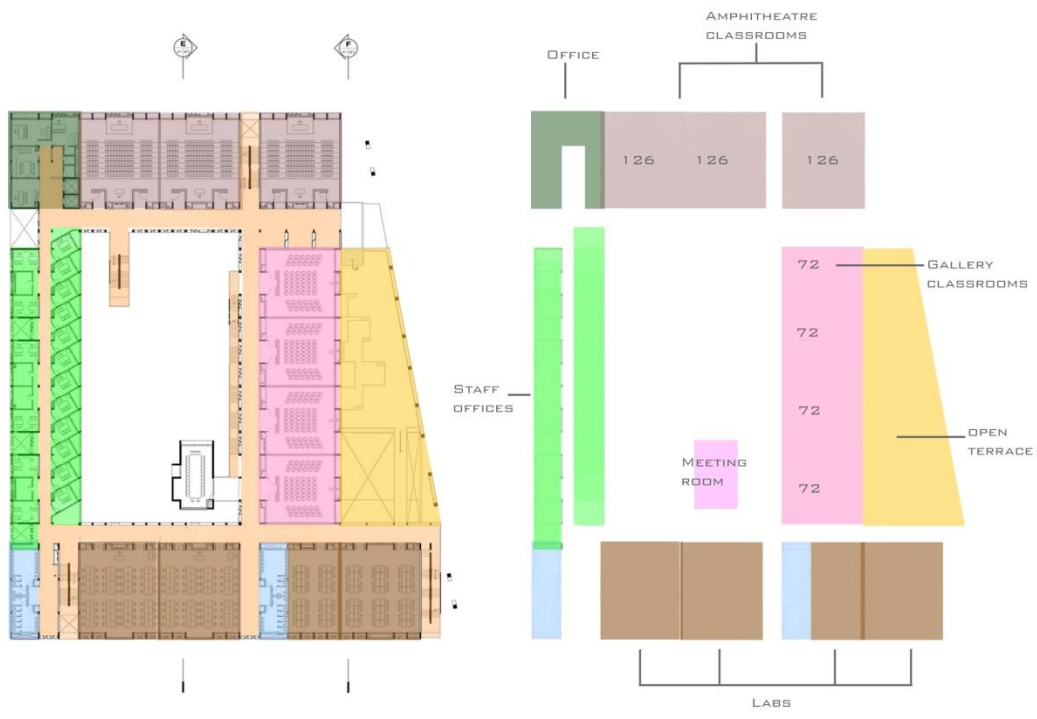 E
F
OFFICE
AMPHITHEATRE
CLASSROOMS
126
126
126
72
GALLERY
CLASSROOMS
72
STAFF
OFFICES
72
OPEN
TERRACE
MEETING
ROOM
72
LABS